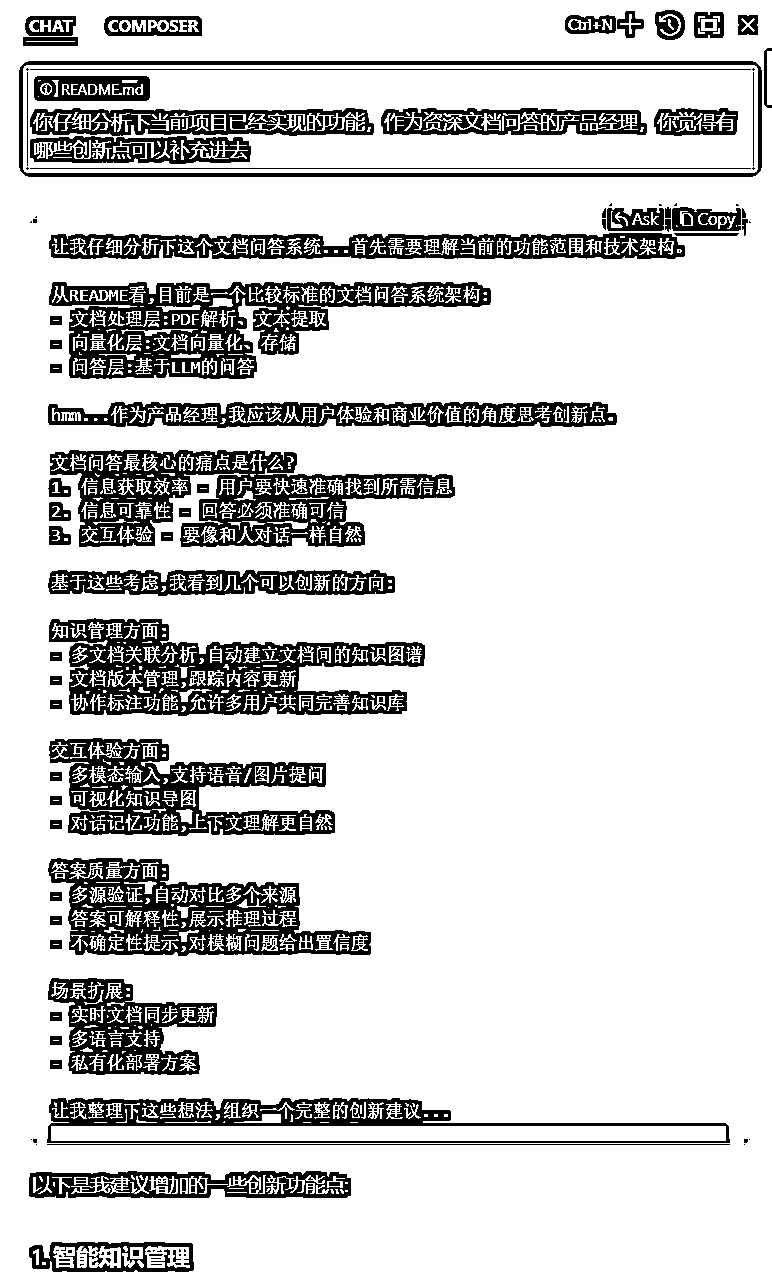 CHAT COMPOSER Ctrl+N
README.md
你仔细分析下当前项目已经实现的功能，作为资深文档问答的产品经理，你觉得有
哪些创新点可以补充进去
Ask Copy
让我仔细分析下这个文档问答系统...首先需要理解当前的功能范围和技术架构。
从README看,目前是一个比较标准的文档问答系统架构:
- 文档处理层:PDF解析、文本提取
- 向量化层:文档向量化、存储
- 问答层:基于LLM的问答
hmm...作为产品经理,我应该从用户体验和商业价值的角度思考创新点。
文档问答最核心的痛点是什么?
1. 信息获取效率 - 用户要快速准确找到所需信息
2. 信息可靠性 - 回答必须准确可信
3. 交互体验 - 要像和人对话一样自然
基于这些考虑,我看到几个可以创新的方向:
知识管理方面:
- 多文档关联分析,自动建立文档间的知识图谱
- 文档版本管理,跟踪内容更新
- 协作标注功能,允许多用户共同完善知识库
交互体验方面:
- 多模态输入,支持语音/图片提问
- 可视化知识导图
- 对话记忆功能,上下文理解更自然
答案质量方面:
- 多源验证,自动对比多个来源
- 答案可解释性,展示推理过程
- 不确定性提示,对模糊问题给出置信度
场景扩展:
- 实时文档同步更新
- 多语言支持
- 私有化部署方案
让我整理下这些想法,组织一个完整的创新建议...
以下是我建议增加的一些创新功能点:
1. 智能知识管理